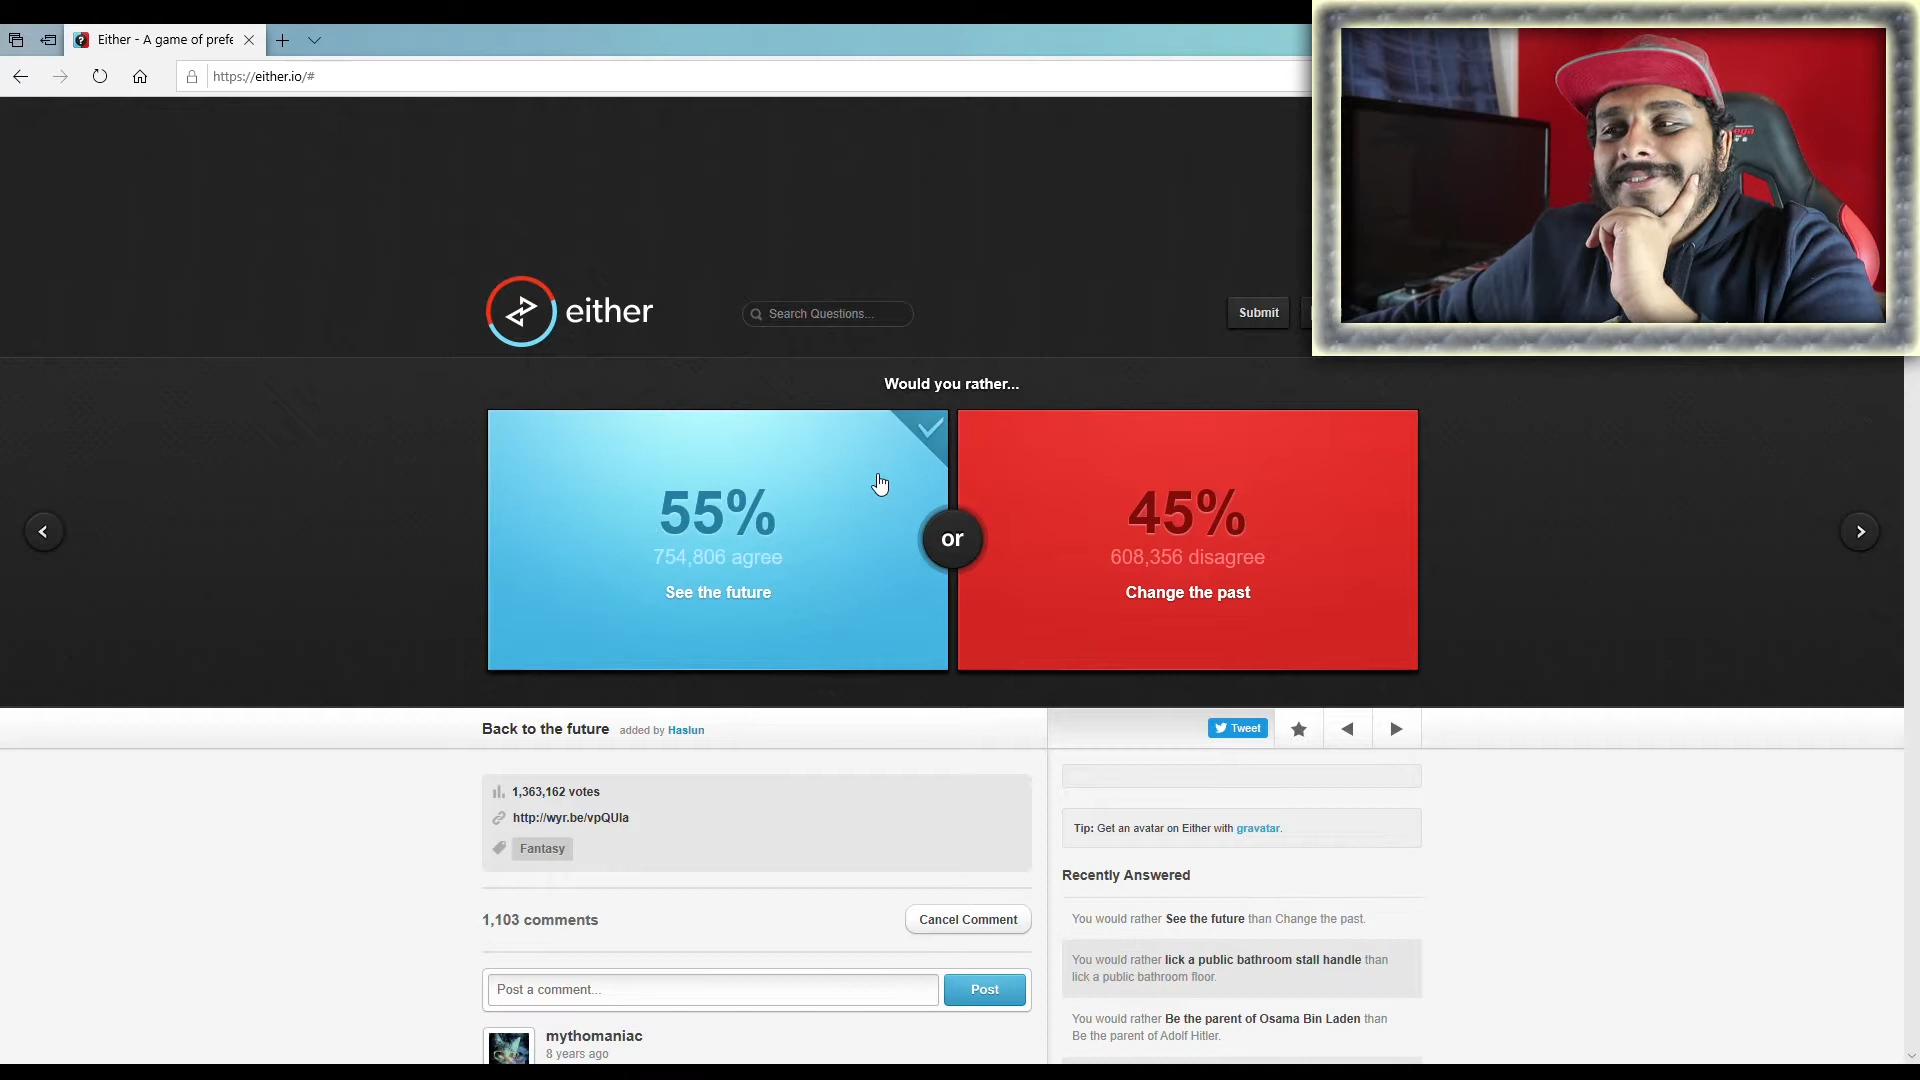 Either - A game of prefe
https://either.io/#
either
Search Questions...
Submit
Would you rather...
55%
754,806 agree
See the future
or
45%
608,356 disagree
Change the past
Back to the future added by Haslun
Tweet
1,363,162 votes
http://wyr.be/vpQUIa
Fantasy
Tip: Get an avatar on Either with gravatar.
Recently Answered
1,103 comments
Cancel Comment
You would rather See the future than Change the past.
You would rather lick a public bathroom stall handle than
lick a public bathroom floor.
Post a comment...
Post
You would rather Be the parent of Osama Bin Laden than
Be the parent of Adolf Hitler.
mythomaniac
8 years ago